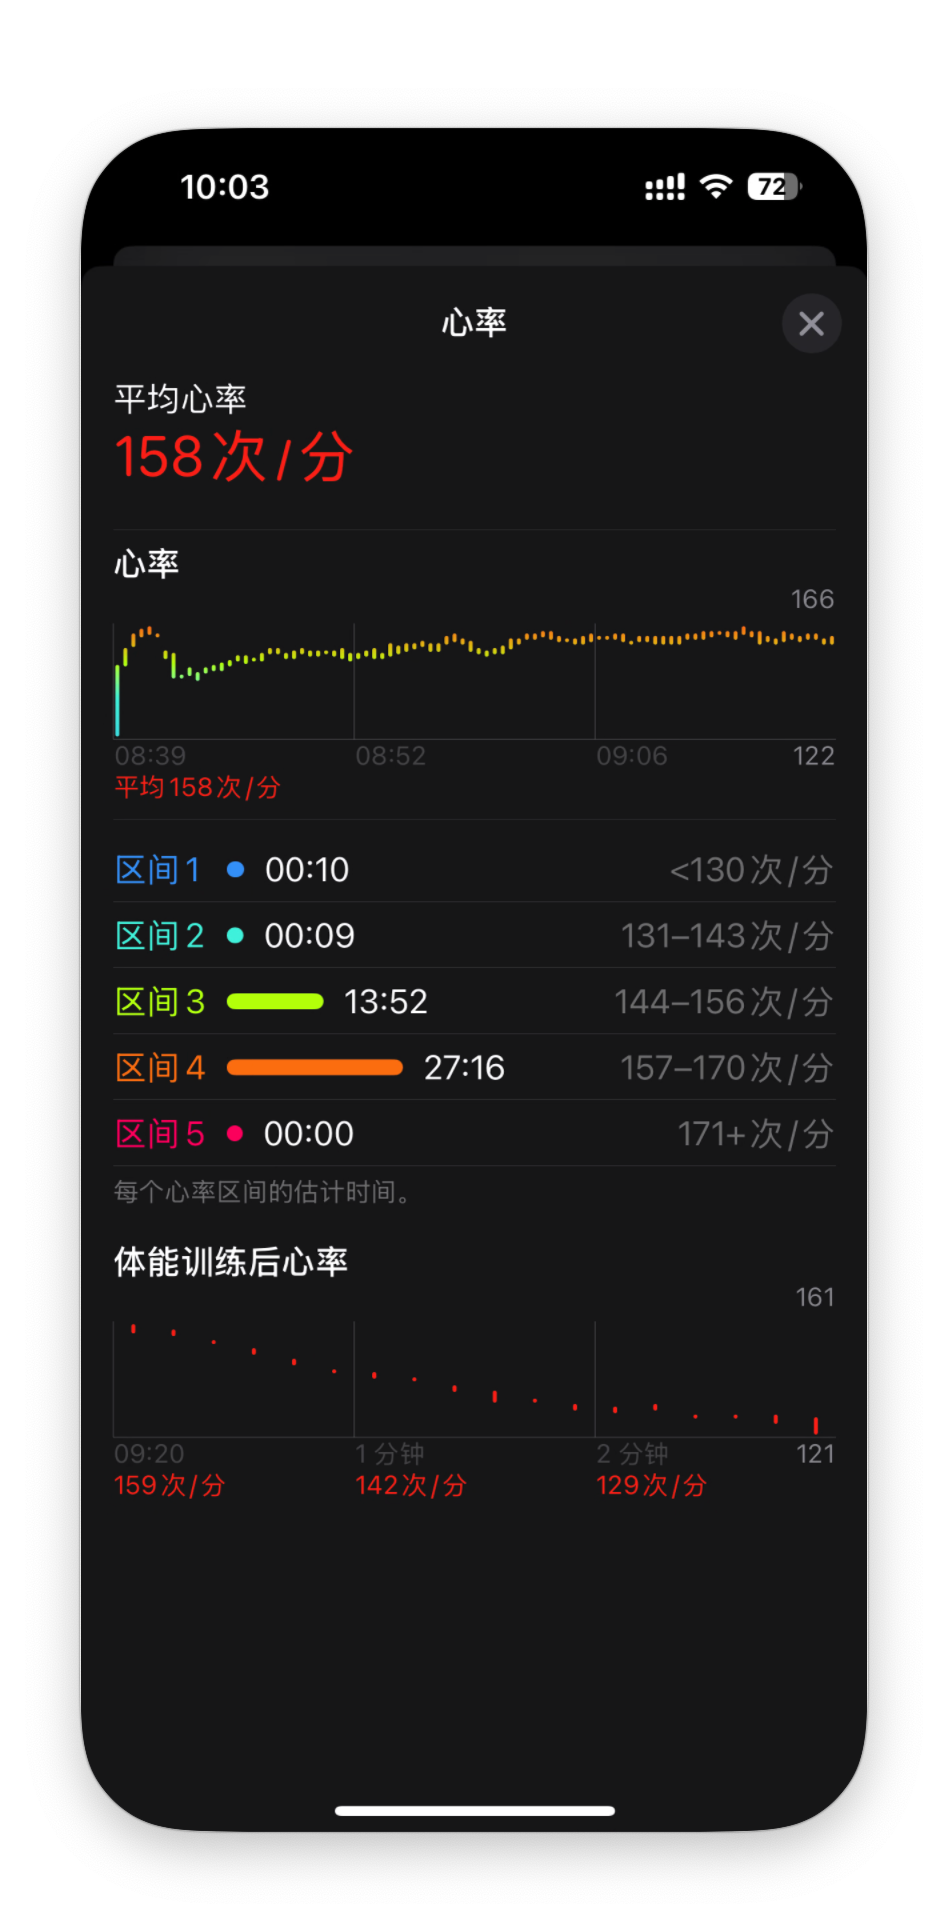 10:03
72
心率
平均心率
158次/分
心率
166
08:39 08:52 09:06 122
平均158次/分
区间1 00:10 <130次/分
区间2 00:09 131–143次/分
区间3 13:52 144–156次/分
区间4 27:16 157–170次/分
区间5 00:00 171+次/分
每个心率区间的估计时间。
体能训练后心率
161
09:20 1 分钟 2 分钟 121
159次/分 142次/分 129次/分